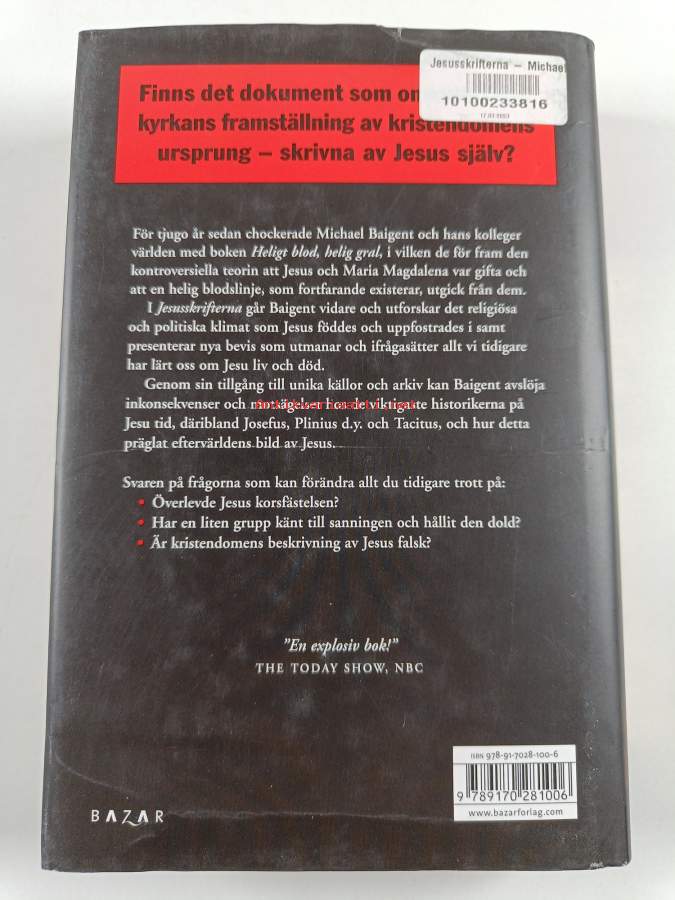 Jesusskrifterna – Michael
10100233816
Finns det dokument som
kyrkans framställning av kristendomens
ursprung – skrivna av Jesus själv?
För tjugo år sedan chockerade Michael Baigent och hans kolleger
världen med boken Heligt blod, helig gral, i vilken de för fram den
kontroversiella teorin att Jesus och Maria Magdalena var gifta och
att en helig blodslinje, som fortfarande existerar, utgick från dem.
I Jesusskrifterna går Baigent vidare och utforskar det religiösa
och politiska klimat som Jesus föddes och uppfostrades i samt
presenterar nya bevis som utmanar och ifrågasätter allt vi tidigare
har lärt oss om Jesu liv och död.
Genom sin tillgång till unika källor och arkiv kan Baigent avslöja
inkonsekvenser och motsägelser hos de viktigaste historikerna på
Jesu tid, däribland Josefus, Plinius d.y. och Tacitus, och hur detta
präglat eftervärldens bild av Jesus.
Svaren på frågorna som kan förändra allt du tidigare trott på:
• Överlevde Jesus korsfästelsen?
• Har en liten grupp känt till sanningen och hållit den dold?
• Är kristendomens beskrivning av Jesus falsk?
"En explosiv bok!"
THE TODAY SHOW, NBC
ISBN 978-91-7028-100-6
9 789170 281006
www.bazarforlag.com
BAZAR